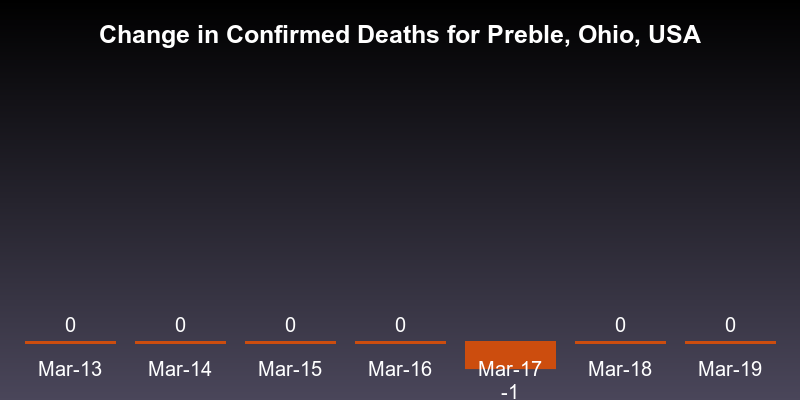 Change in Confirmed Deaths for Preble, Ohio, USA
0 0 0 0 0 0
Mar-13 Mar-14 Mar-15 Mar-16 Mar-17 Mar-18 Mar-19
-1